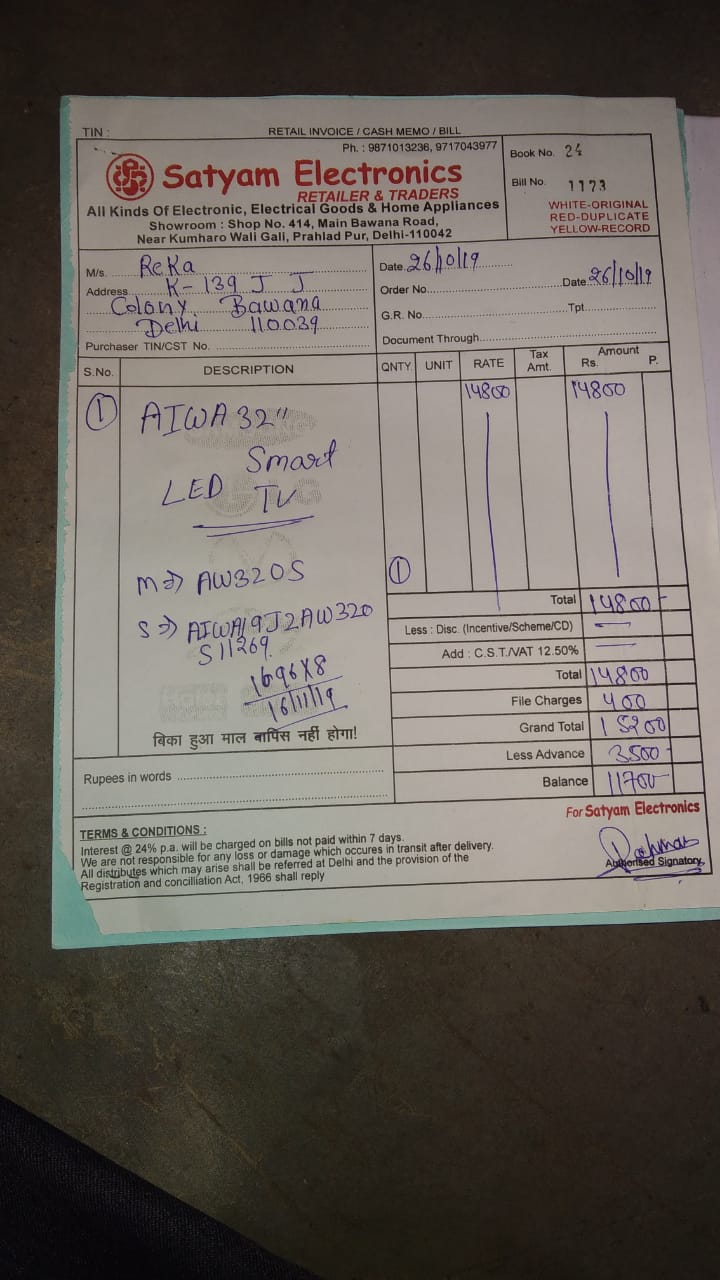 TIN :
RETAIL INVOICE / CASH MEMO / BILL
Ph. : 9871013236, 9717043977
Satyam Electronics
RETAILER & TRADERS
All Kinds Of Electronic, Electrical Goods & Home Appliances
Showroom : Shop No. 414, Main Bawana Road,
Near Kumharo Wali Gali, Prahlad Pur, Delhi-110042
Book No. 24
Bill No. 1173
WHITE-ORIGINAL
RED-DUPLICATE
YELLOW-RECORD
M/s. Reka
Address K-139 J J
Colony Bawana
Delhi 110039
Purchaser TIN/CST No.
Date 26/10/19
Order No. Date 26/10/19
G.R. No. Tpt.
Document Through
S.No. DESCRIPTION QNTY. UNIT RATE Tax Amt. Amount Rs. P.
1 AIWA 32" 14800 14800
Smart
LED TV
M⇒ AW320S 1
S⇒ AIWA19J2AW320
S11269
1696X8
16/11/19
बिका हुआ माल वापिस नहीं होगा!
Total 14800
Less : Disc. (Incentive/Scheme/CD) —
Add : C.S.T./VAT 12.50% —
Total 14800
File Charges 400
Grand Total 15200
Less Advance 3500
Balance 11700
Rupees in words
For Satyam Electronics
Authorised Signatory
TERMS & CONDITIONS :
Interest @ 24% p.a. will be charged on bills not paid within 7 days.
We are not responsible for any loss or damage which occures in transit after delivery.
All distributes which may arise shall be referred at Delhi and the provision of the
Registration and concilliation Act, 1966 shall reply